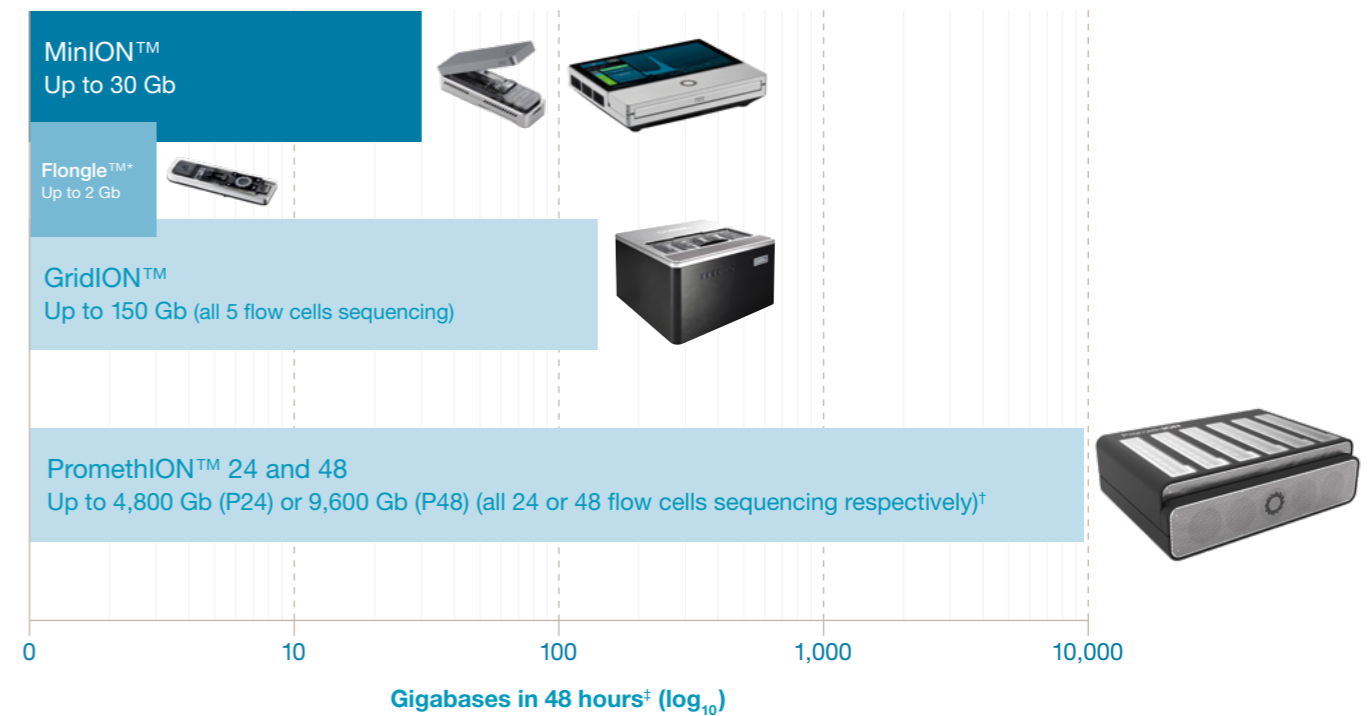 MinION™
Up to 30 Gb
Flongle™*
Up to 2 Gb
GridION™
Up to 150 Gb (all 5 flow cells sequencing)
PromethION™ 24 and 48
Up to 4,800 Gb (P24) or 9,600 Gb (P48) (all 24 or 48 flow cells sequencing respectively)†
0 10 100 1,000 10,000
Gigabases in 48 hours‡ (log₁₀)